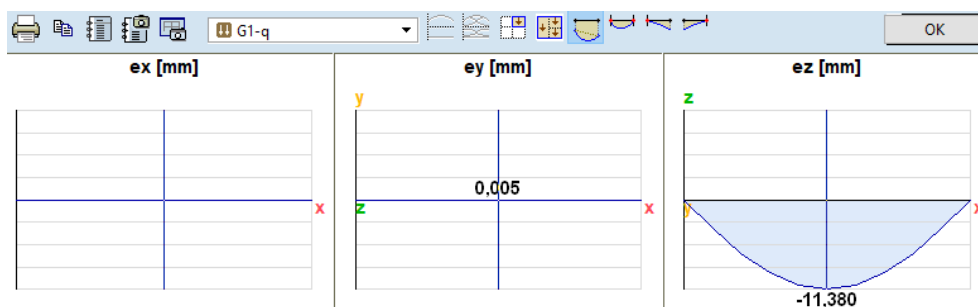 G1-q
OK
ex [mm]
ey [mm]
ez [mm]
y
z
0,005
x
z
x
y
x
-11,380